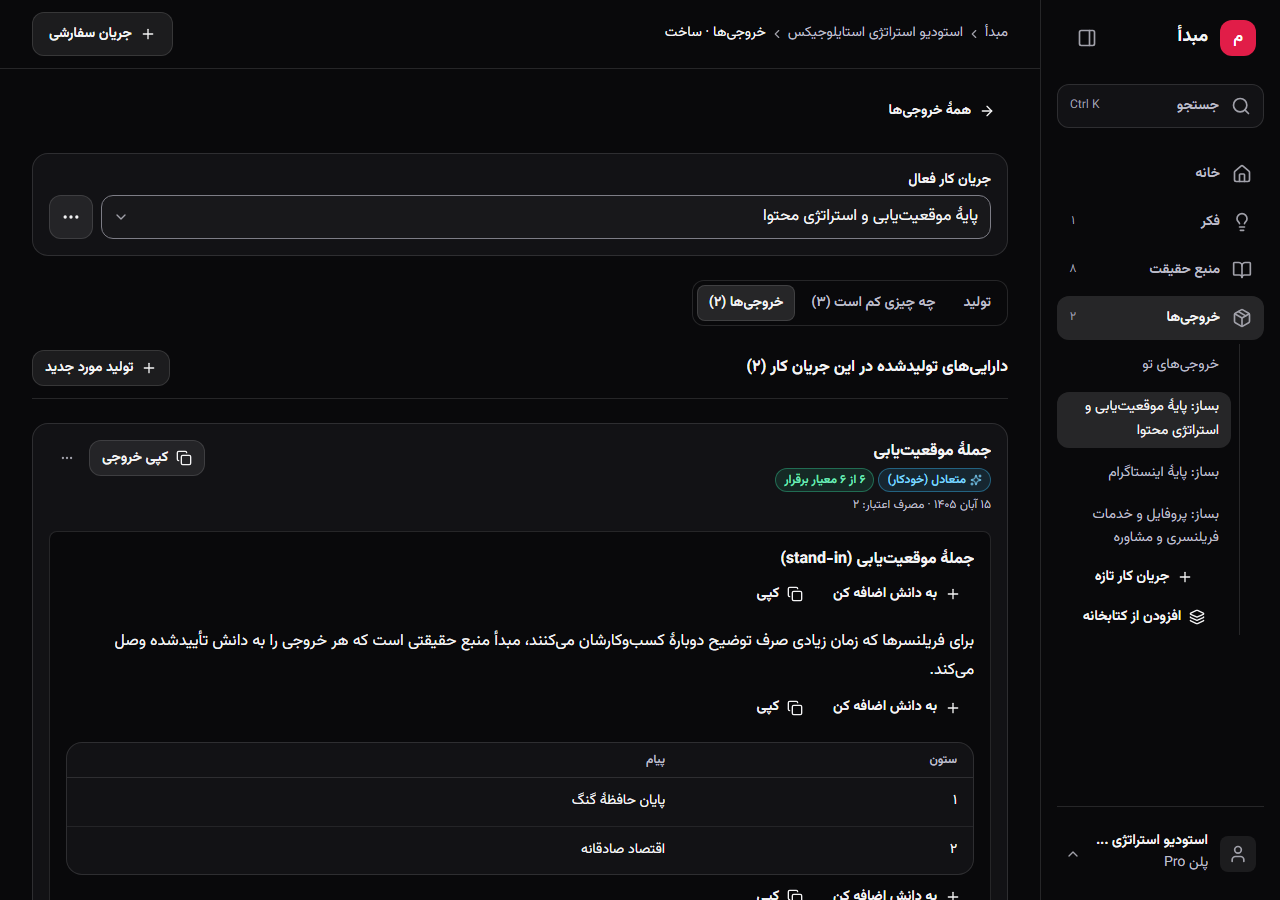 م
مبدأ
جستجو
Ctrl K
خانه
فکر
۱
منبع حقیقت
۸
خروجی‌ها
۲
خروجی‌های تو
بساز: پایهٔ موقعیت‌یابی و
استراتژی محتوا
بساز: پایهٔ اینستاگرام
بساز: پروفایل و خدمات
فریلنسری و مشاوره
جریان کار تازه
افزودن از کتابخانه
استودیو استراتژی ...
پلن Pro
مبدأ › استودیو استراتژی استایلوجیکس › خروجی‌ها · ساخت
جریان سفارشی
همهٔ خروجی‌ها
جریان کار فعال
پایهٔ موقعیت‌یابی و استراتژی محتوا
تولید
چه چیزی کم است (۳)
خروجی‌ها (۲)
دارایی‌های تولیدشده در این جریان کار (۲)
تولید مورد جدید
جملهٔ موقعیت‌یابی
کپی خروجی
متعادل (خودکار)
۶ از ۶ معیار برقرار
۱۵ آبان ۱۴۰۵ · مصرف اعتبار: ۲
جملهٔ موقعیت‌یابی (stand-in)
به دانش اضافه کن
کپی
برای فریلنسرها که زمان زیادی صرف توضیح دوبارهٔ کسب‌وکارشان می‌کنند، مبدأ منبع حقیقتی است که هر خروجی را به دانش تأییدشده وصل
می‌کند.
به دانش اضافه کن
کپی
ستون
پیام
۱
پایان حافظهٔ گنگ
۲
اقتصاد صادقانه
به دانش اضافه کن
کپی